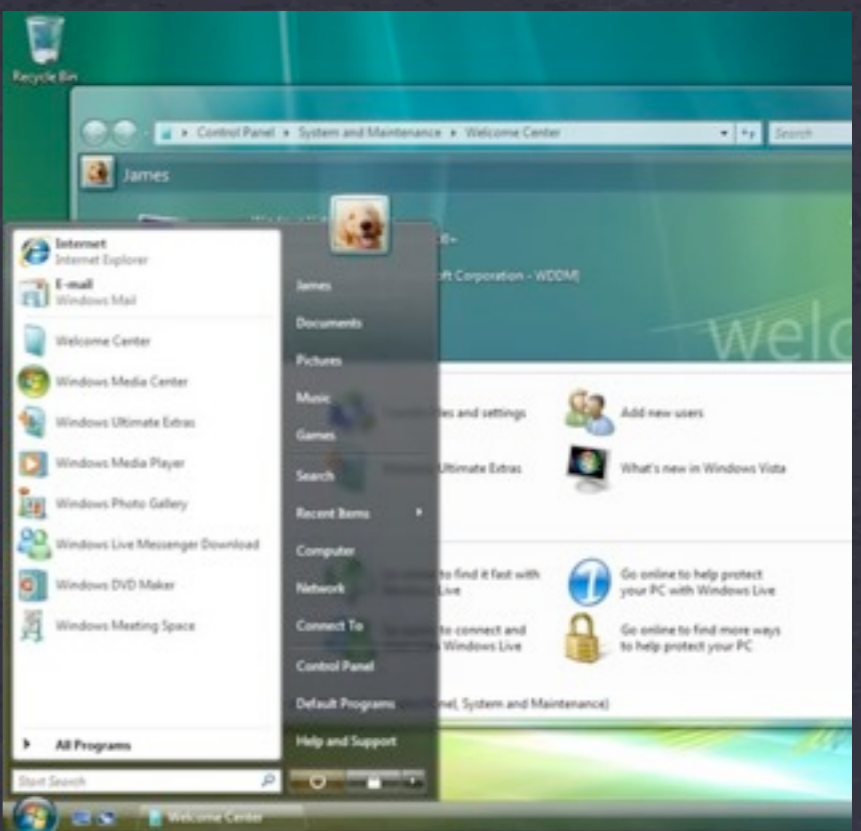 Recycle Bin
Control Panel
System and Maintenance
Welcome Center
Search
James
ft Corporation - WDDM)
welc
Internet
Internet Explorer
E-mail
Windows Mail
Welcome Center
Windows Media Center
Windows Ultimate Extras
Windows Media Player
Windows Photo Gallery
Windows Live Messenger Download
Windows DVD Maker
Windows Meeting Space
All Programs
Start Search
James
Documents
Pictures
Music
Games
Search
Recent Items
Computer
Network
Connect To
Control Panel
Default Programs
Help and Support
files and settings
Add new users
Ultimate Extras
What's new in Windows Vista
to find it fast with
Live
Go online to help protect
your PC with Windows Live
to connect and
Windows Live
Go online to find more ways
to help protect your PC
nel, System and Maintenance)
Welcome Center